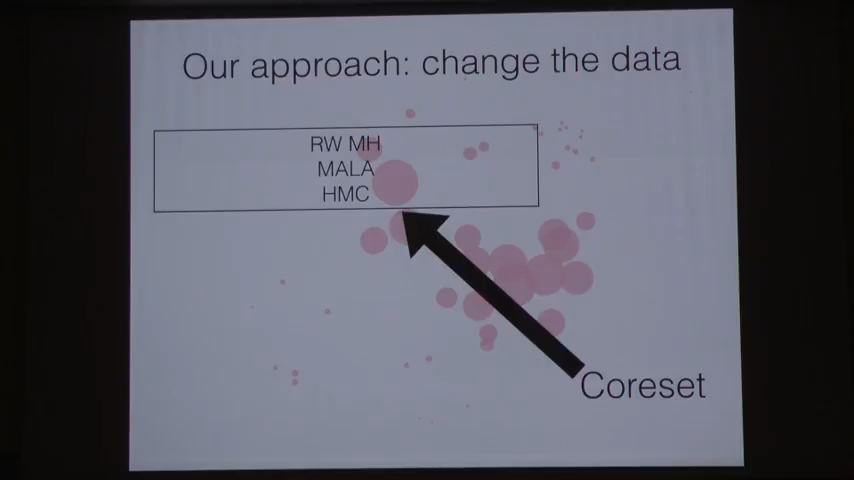 Our approach: change the data
RW MH
MALA
HMC
Coreset